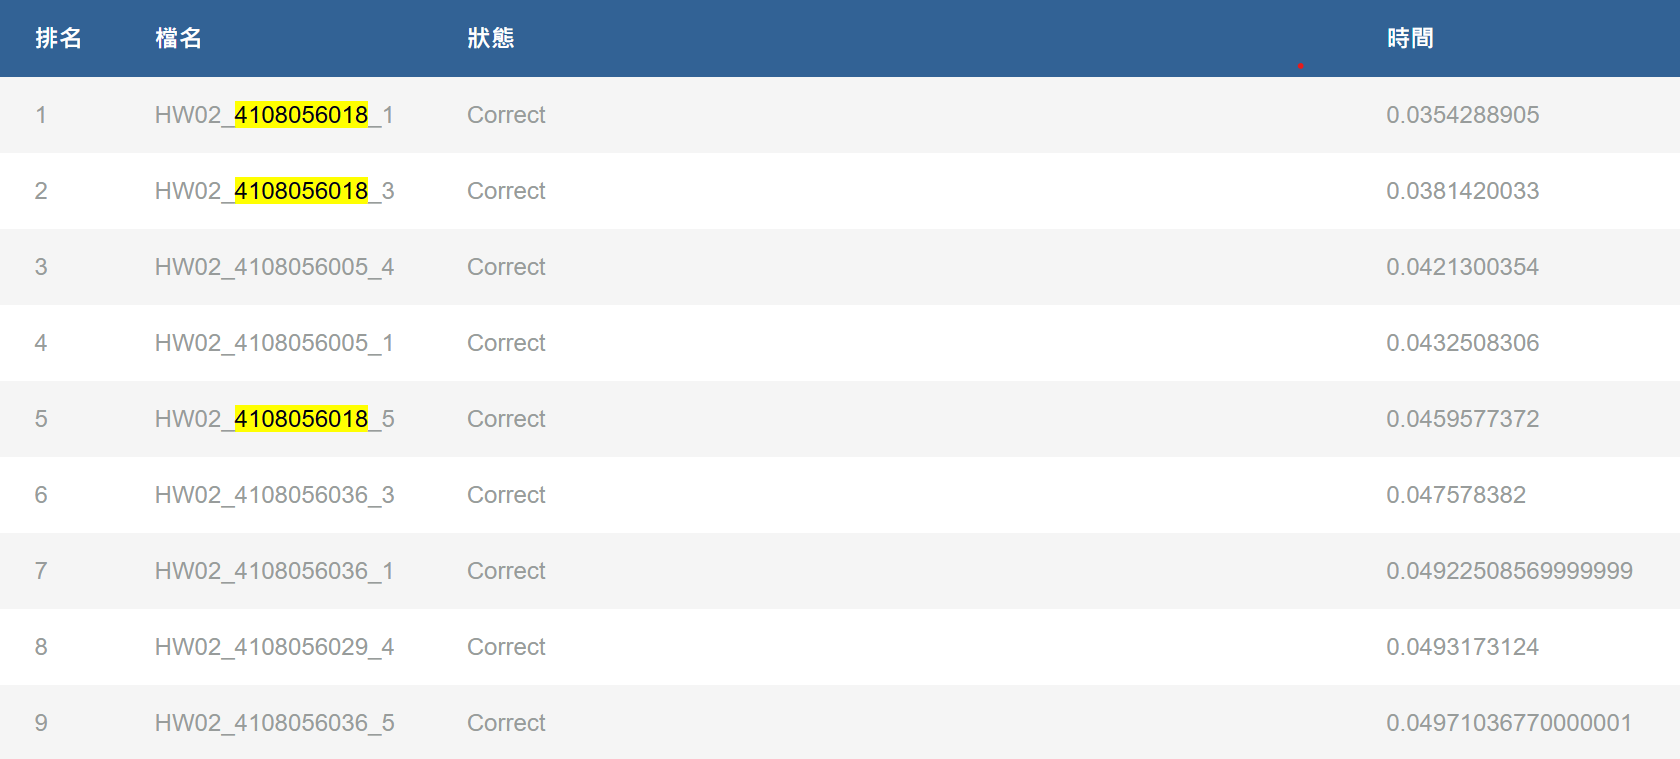 排名 檔名 狀態 時間
1 HW02_4108056018_1 Correct 0.0354288905
2 HW02_4108056018_3 Correct 0.0381420033
3 HW02_4108056005_4 Correct 0.0421300354
4 HW02_4108056005_1 Correct 0.0432508306
5 HW02_4108056018_5 Correct 0.0459577372
6 HW02_4108056036_3 Correct 0.047578382
7 HW02_4108056036_1 Correct 0.04922508569999999
8 HW02_4108056029_4 Correct 0.0493173124
9 HW02_4108056036_5 Correct 0.04971036770000001